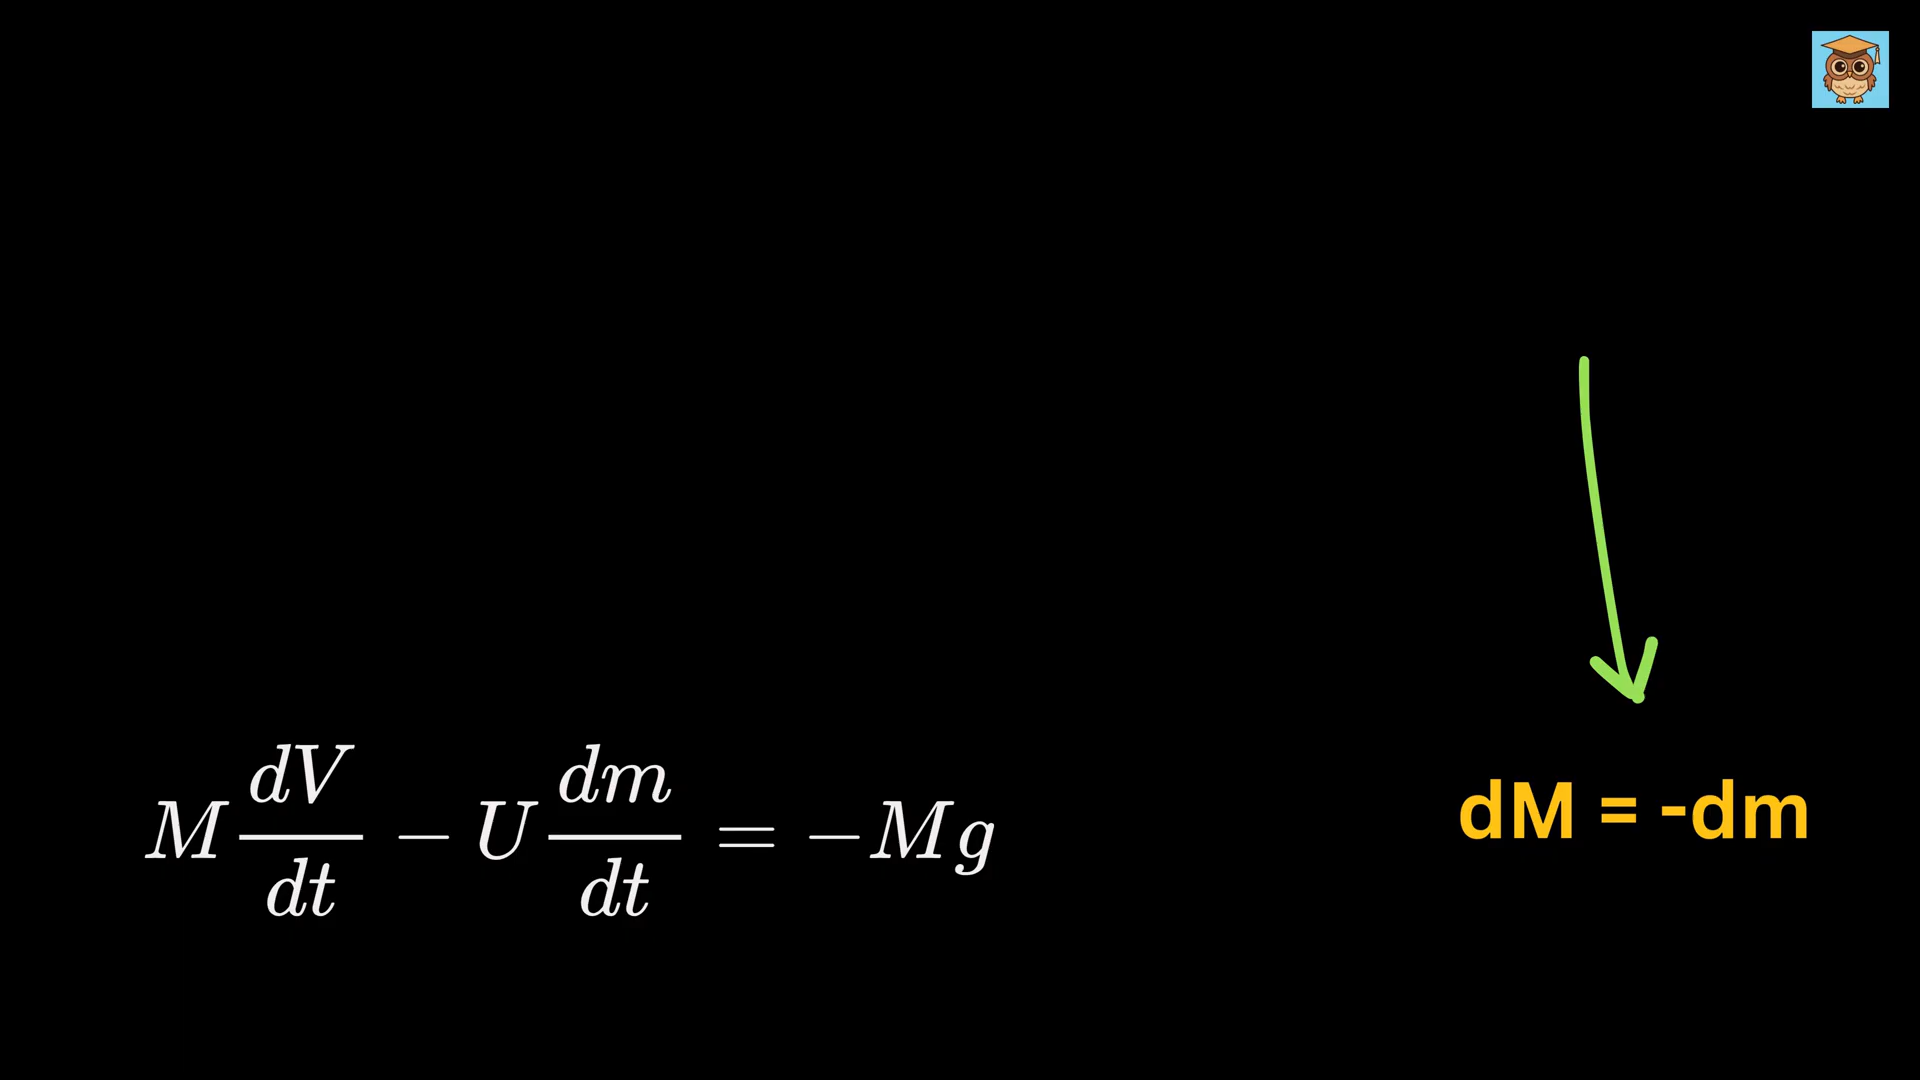 M dV/dt − U dm/dt = −Mg
dM = -dm